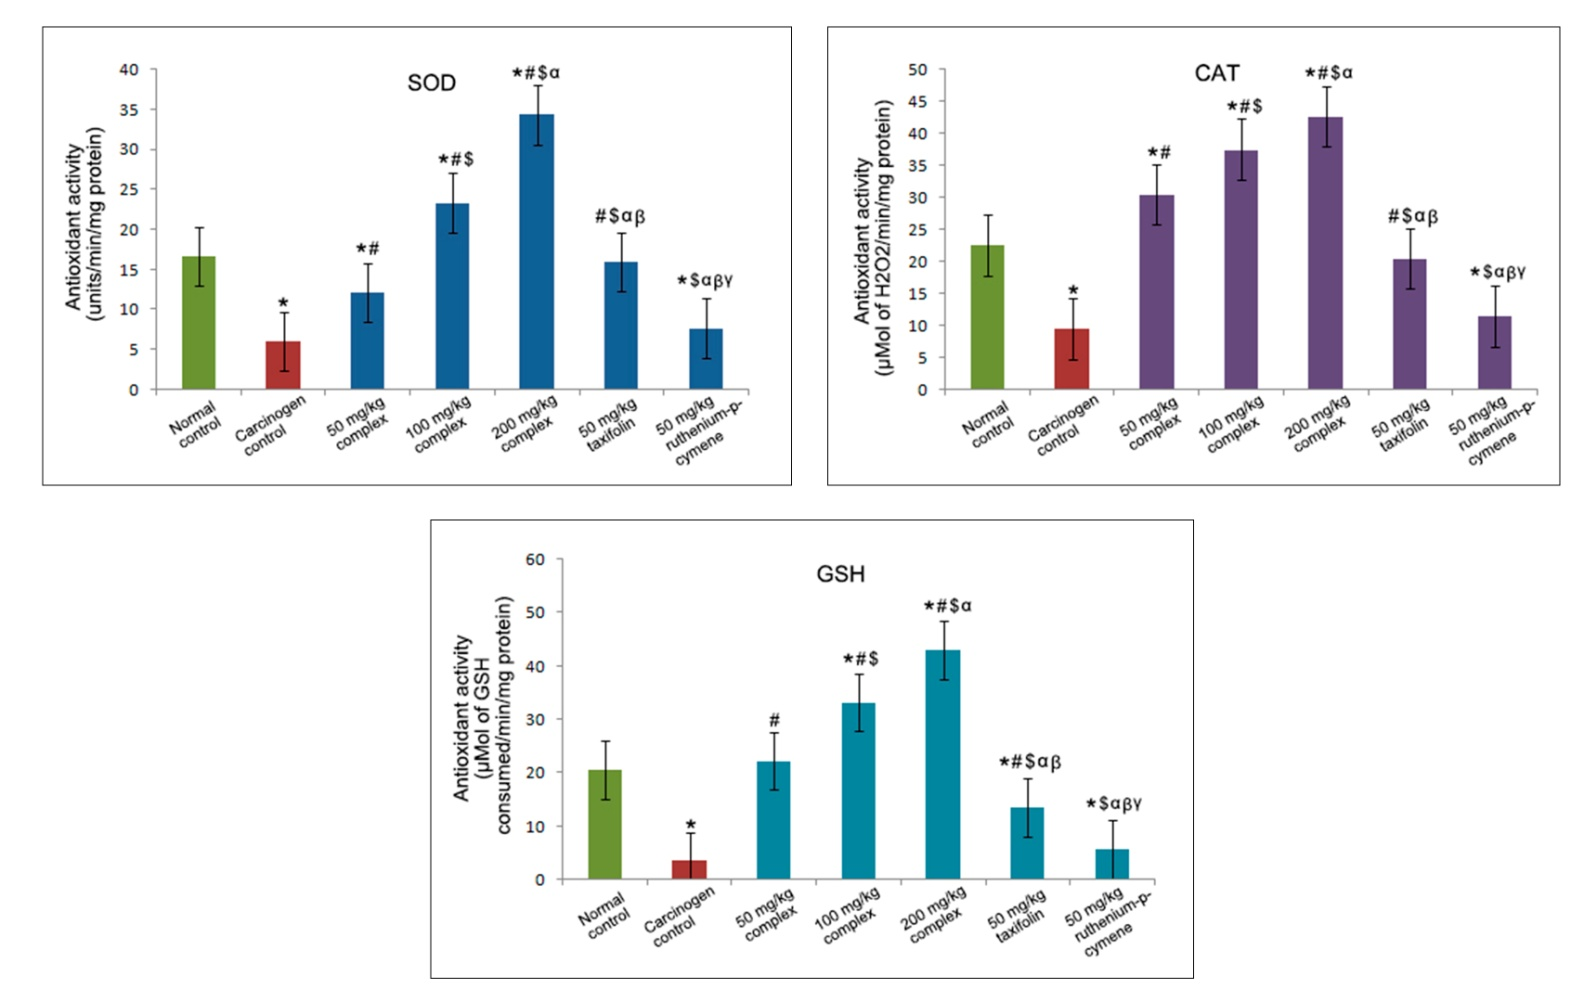 SOD
Antioxidant activity
(units/min/mg protein)
40
35
30
25
20
15
10
5
0
*
*#
*#$
*#$α
#$αβ
*$αβγ
Normal
control
Carcinogen
control
50 mg/kg
complex
100 mg/kg
complex
200 mg/kg
complex
50 mg/kg
taxifolin
50 mg/kg
ruthenium-p-
cymene
CAT
Antioxidant activity
(µMol of H2O2/min/mg protein)
50
45
40
35
30
25
20
15
10
5
0
*
*#
*#$
*#$α
#$αβ
*$αβγ
Normal
control
Carcinogen
control
50 mg/kg
complex
100 mg/kg
complex
200 mg/kg
complex
50 mg/kg
taxifolin
50 mg/kg
ruthenium-p-
cymene
GSH
Antioxidant activity
(µMol of GSH
consumed/min/mg protein)
60
50
40
30
20
10
0
*
#
*#$
*#$α
*#$αβ
*$αβγ
Normal
control
Carcinogen
control
50 mg/kg
complex
100 mg/kg
complex
200 mg/kg
complex
50 mg/kg
taxifolin
50 mg/kg
ruthenium-p-
cymene